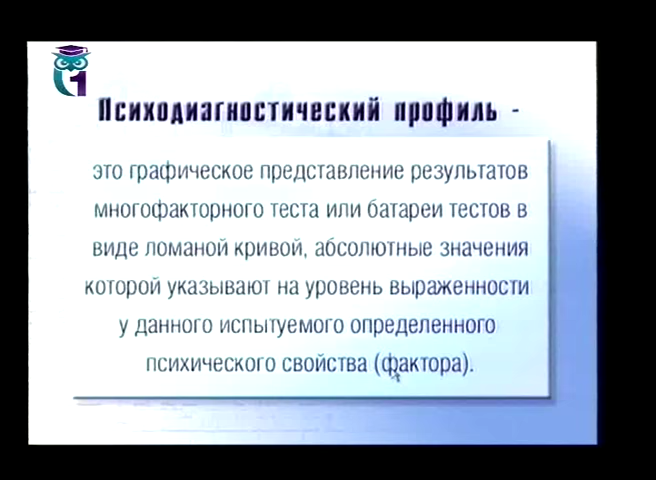 1
Психодиагностический профиль -
это графическое представление результатов
многофакторного теста или батареи тестов в
виде ломаной кривой, абсолютные значения
которой указывают на уровень выраженности
у данного испытуемого определенного
психического свойства (фактора).